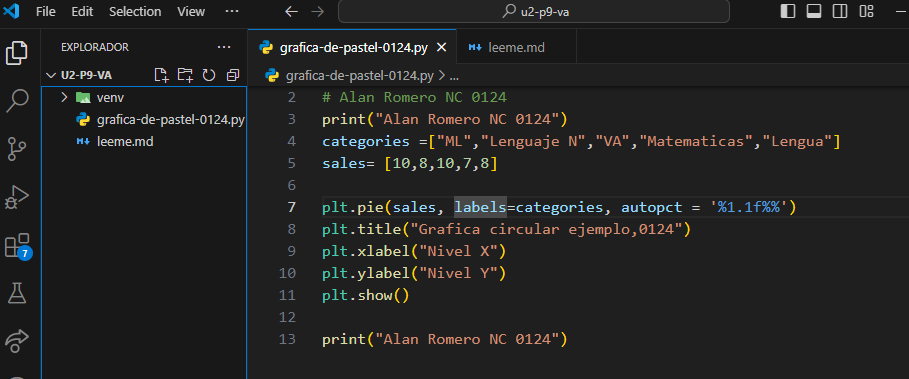 File Edit Selection View ··· u2-p9-va
EXPLORADOR ···
grafica-de-pastel-0124.py
leeme.md
U2-P9-VA
grafica-de-pastel-0124.py > ...
venv
grafica-de-pastel-0124.py
leeme.md
2 # Alan Romero NC 0124
3 print("Alan Romero NC 0124")
4 categories =["ML","Lenguaje N","VA","Matematicas","Lengua"]
5 sales= [10,8,10,7,8]
6
7 plt.pie(sales, labels=categories, autopct = '%1.1f%%')
8 plt.title("Grafica circular ejemplo,0124")
9 plt.xlabel("Nivel X")
10 plt.ylabel("Nivel Y")
11 plt.show()
12
13 print("Alan Romero NC 0124")
7